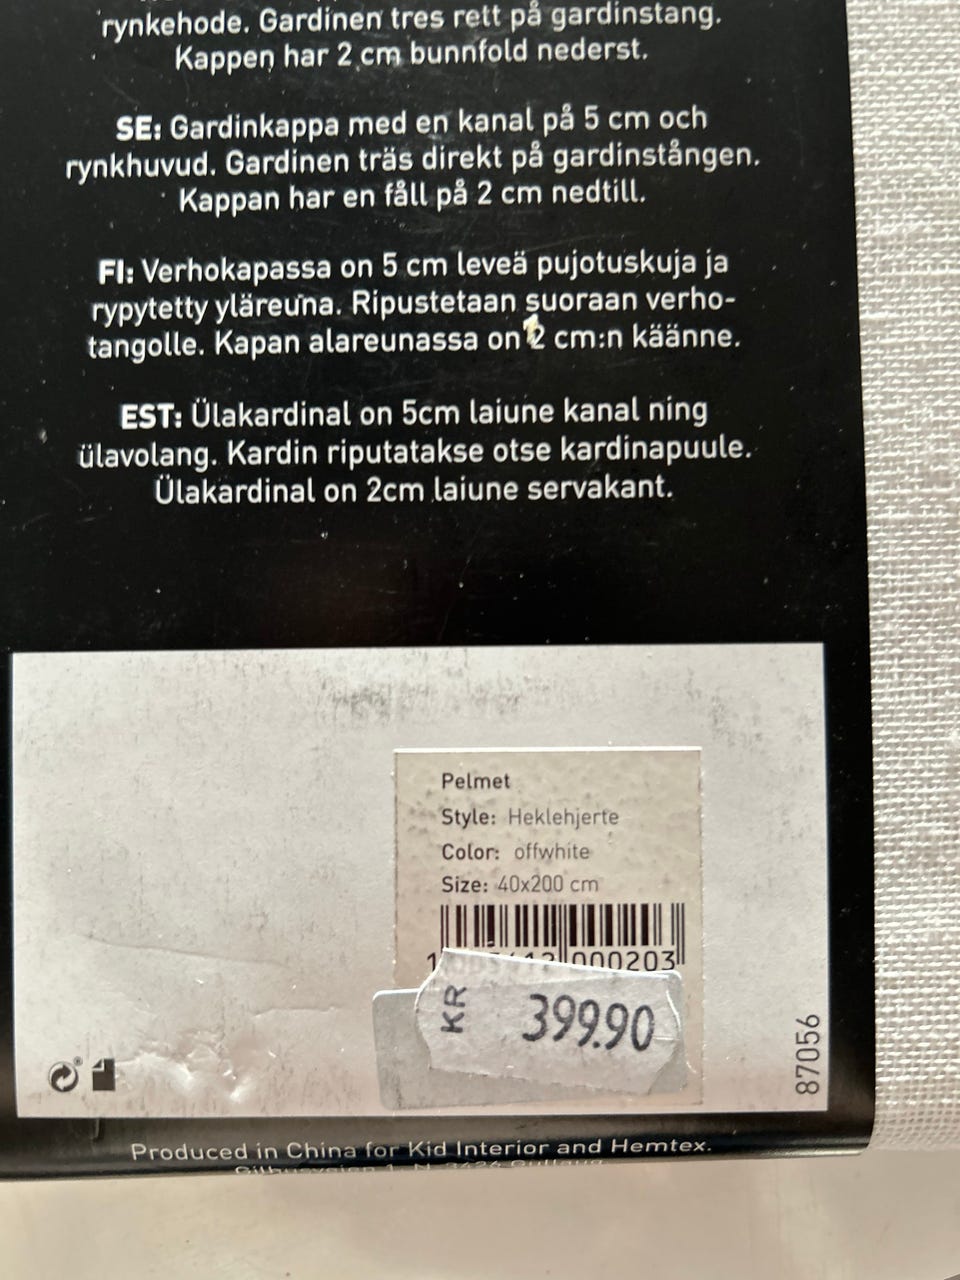 rynkehode. Gardinen tres rett på gardinstang.
Kappen har 2 cm bunnfold nederst.
SE: Gardinkappa med en kanal på 5 cm och
rynkhuvud. Gardinen träs direkt på gardinstången.
Kappan har en fåll på 2 cm nedtill.
FI: Verhokapassa on 5 cm leveä pujotuskuja ja
rypytetty yläreuna. Ripustetaan suoraan verho-
tangolle. Kapan alareunassa on 2 cm:n käänne.
EST: Ülakardinal on 5cm laiune kanal ning
ülavolang. Kardin riputatakse otse kardinapuule.
Ülakardinal on 2cm laiune servakant.
Pelmet
Style: Heklehjerte
Color: offwhite
Size: 40x200 cm
000203
KR 399.90
87056
Produced in China for Kid Interior and Hemtex.